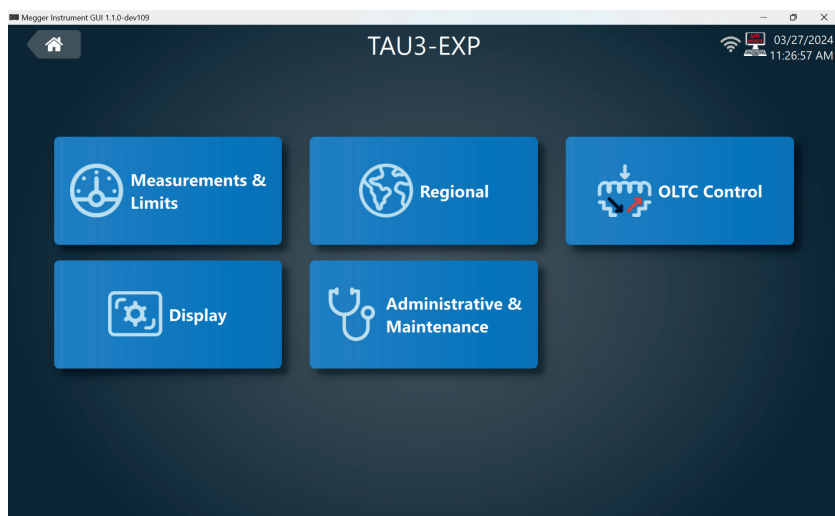 Megger Instrument GUI 1.1.0-dev109
TAU3-EXP
03/27/2024
11:26:57 AM
Measurements &
Limits
Regional
OLTC Control
Display
Administrative &
Maintenance